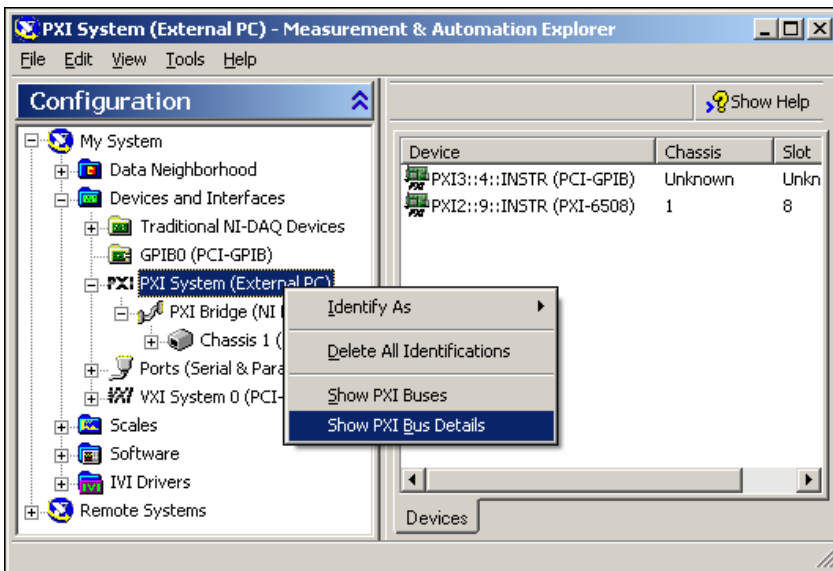 PXI System (External PC) - Measurement & Automation Explorer
File Edit View Tools Help
Configuration
Show Help
My System
Data Neighborhood
Devices and Interfaces
Traditional NI-DAQ Devices
GPIB0 (PCI-GPIB)
PXI PXI System (External PC)
PXI Bridge (NI
Chassis 1 (
Ports (Serial & Para
VXI System 0 (PCI-
Scales
Software
IVI Drivers
Remote Systems
Identify As
Delete All Identifications
Show PXI Buses
Show PXI Bus Details
Device Chassis Slot
PXI3::4::INSTR (PCI-GPIB) Unknown Unkn
PXI2::9::INSTR (PXI-6508) 1 8
Devices